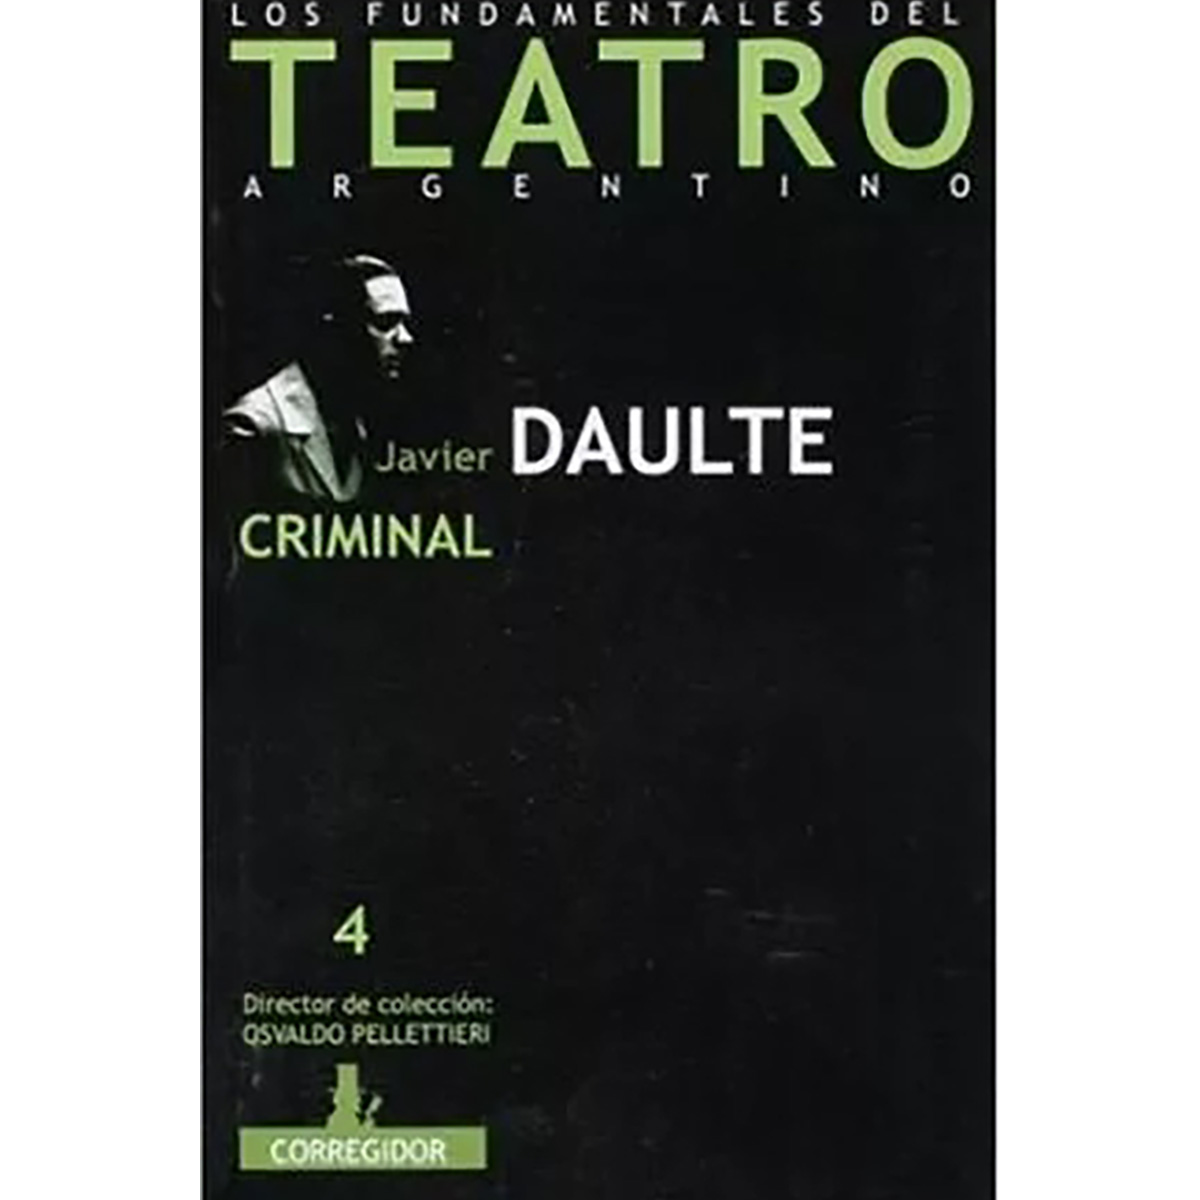 LOS FUNDAMENTALES DEL
TEATRO
ARGENTINO
Javier DAULTE
CRIMINAL
4
Director de colección:
OSVALDO PELLETTIERI
CORREGIDOR